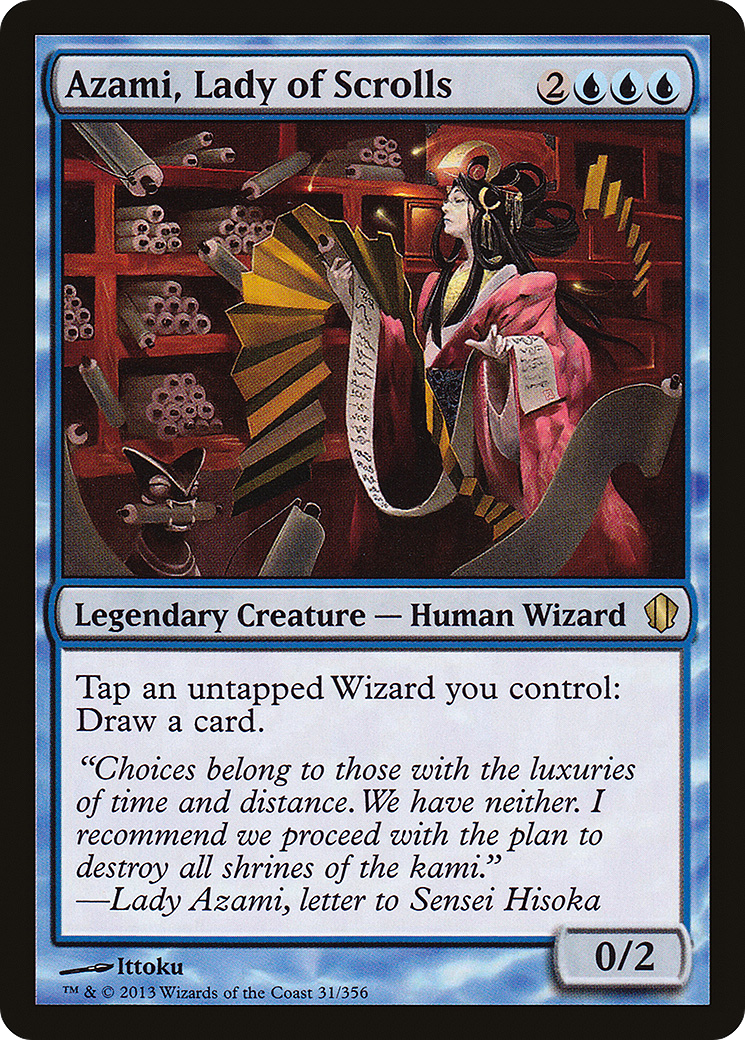 Azami, Lady of Scrolls 2
Legendary Creature — Human Wizard
Tap an untapped Wizard you control:
Draw a card.
“Choices belong to those with the luxuries
of time and distance. We have neither. I
recommend we proceed with the plan to
destroy all shrines of the kami.”
—Lady Azami, letter to Sensei Hisoka
0/2
Ittoku
™ & © 2013 Wizards of the Coast 31/356